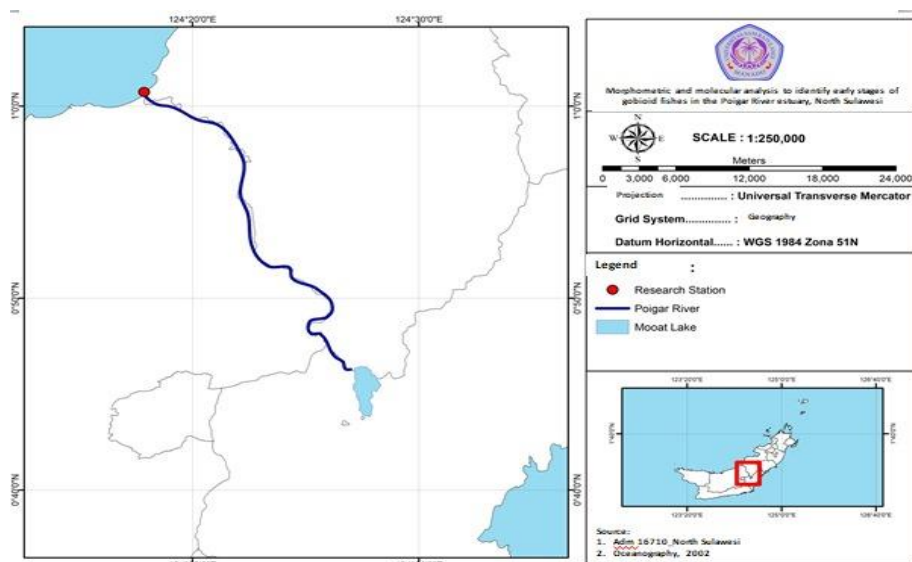 124°20'0"E 124°30'0"E
1°0'0"N 1°0'0"N
0°50'0"N 0°50'0"N
0°40'0"N 0°40'0"N
MANADO
Morphometric and molecular analysis to identify early stages of
gobioid fishes in the Poigar River estuary, North Sulawesi
N
W E
S
SCALE : 1:250,000
Meters
0 3,000 6,000 12,000 18,000 24,000
Projection .............. : Universal Transverse Mercator
Grid System.............. : Geography
Datum Horizontal...... : WGS 1984 Zona 51N
Legend :
Research Station
Poigar River
Mooat Lake
Source:
1. Adm 16710_North Sulawesi
2. Oceanography, 2002